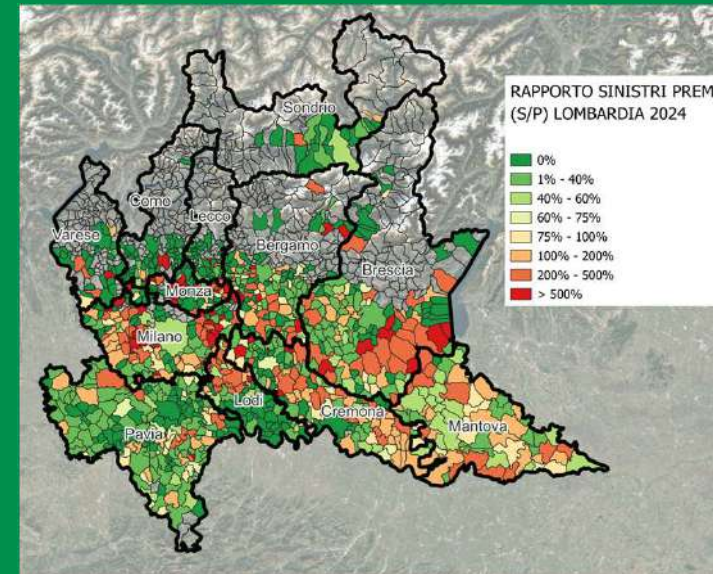 RAPPORTO SINISTRI PREM
(S/P) LOMBARDIA 2024
0%
1% - 40%
40% - 60%
60% - 75%
75% - 100%
100% - 200%
200% - 500%
> 500%
Sondrio
Como
Lecco
Varese
Bergamo
Brescia
Monza
Milano
Lodi
Cremona
Mantova
Pavia